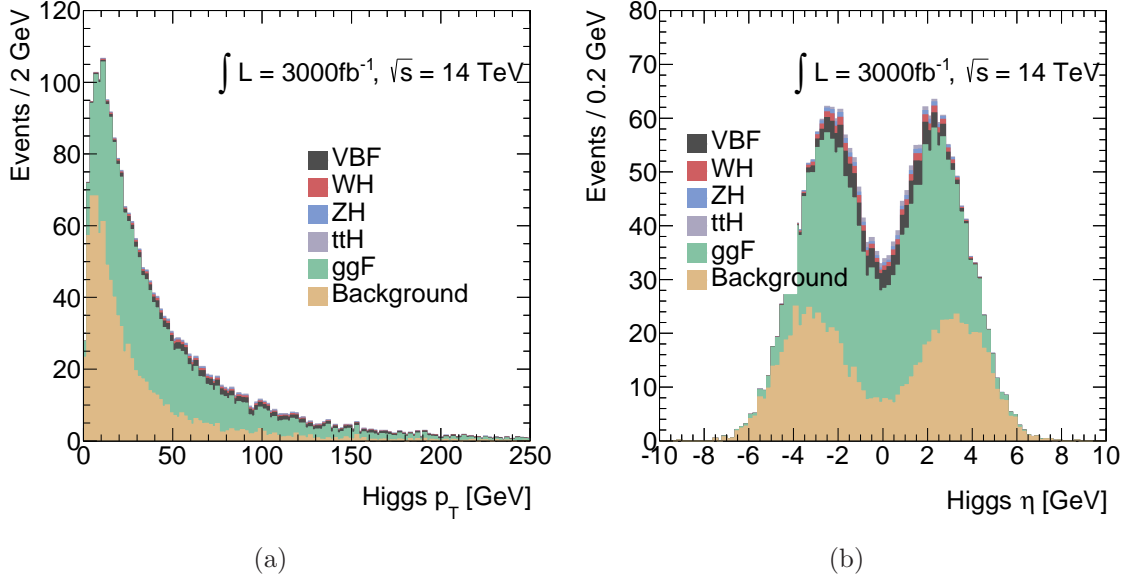 Events / 2 GeV
120
100
80
60
40
20
0
∫ L = 3000fb⁻¹, √s = 14 TeV
VBF
WH
ZH
ttH
ggF
Background
0 50 100 150 200 250
Higgs p_T [GeV]
(a)
Events / 0.2 GeV
80
70
60
50
40
30
20
10
0
∫ L = 3000fb⁻¹, √s = 14 TeV
VBF
WH
ZH
ttH
ggF
Background
-10 -8 -6 -4 -2 0 2 4 6 8 10
Higgs η [GeV]
(b)